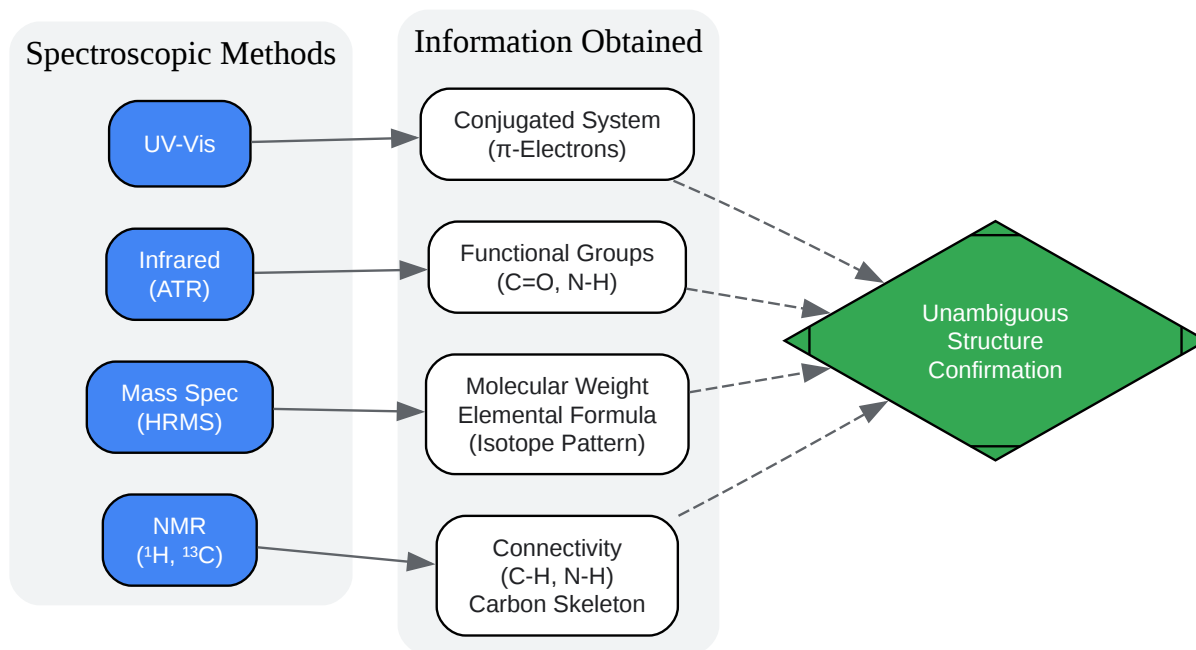 Spectroscopic Methods
Information Obtained
UV-Vis
Conjugated System
(π-Electrons)
Infrared
(ATR)
Functional Groups
(C=O, N-H)
Mass Spec
(HRMS)
Molecular Weight
Elemental Formula
(Isotope Pattern)
NMR
(¹H, ¹³C)
Connectivity
(C-H, N-H)
Carbon Skeleton
Unambiguous
Structure
Confirmation